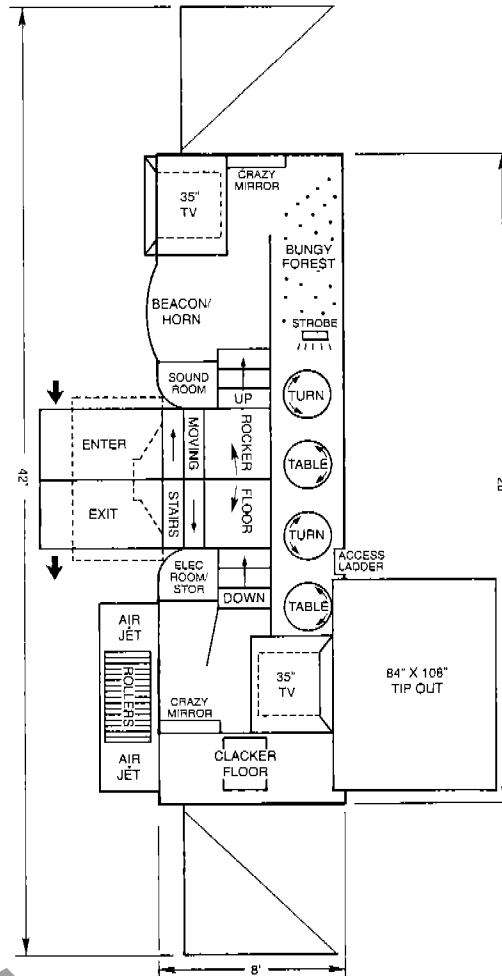 CRAZY
MIRROR
35"
TV
BUNGY
FOREST
BEACON/
HORN
STROBE
SOUND
ROOM
UP
TURN
ENTER
MOVING
ROCKER
TABLE
42'
EXIT
STAIRS
FLOOR
TURN
ACCESS
LADDER
ELEC
ROOM/
STOR
DOWN
TABLE
AIR
JET
ROLLERS
35"
TV
84" X 108"
TIP OUT
CRAZY
MIRROR
AIR
JET
CLACKER
FLOOR
8'